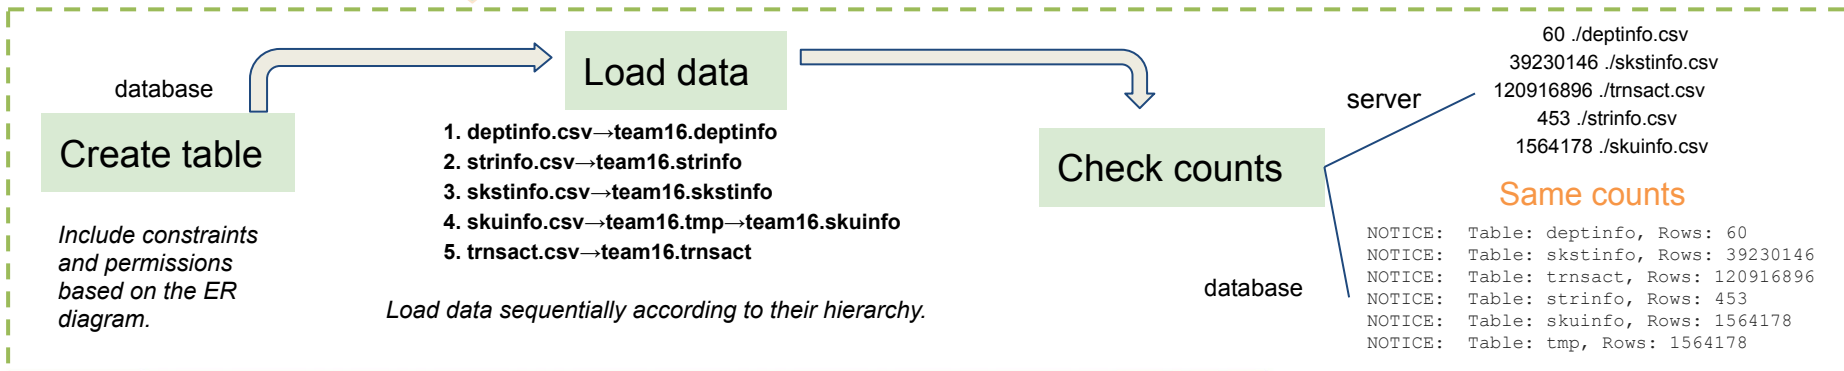 database
Create table
Include constraints
and permissions
based on the ER
diagram.
Load data
1. deptinfo.csv→team16.deptinfo
2. strinfo.csv→team16.strinfo
3. skstinfo.csv→team16.skstinfo
4. skuinfo.csv→team16.tmp→team16.skuinfo
5. trnsact.csv→team16.trnsact
Load data sequentially according to their hierarchy.
Check counts
server
60 ./deptinfo.csv
39230146 ./skstinfo.csv
120916896 ./trnsact.csv
453 ./strinfo.csv
1564178 ./skuinfo.csv
Same counts
database
NOTICE:  Table: deptinfo, Rows: 60
NOTICE:  Table: skstinfo, Rows: 39230146
NOTICE:  Table: trnsact, Rows: 120916896
NOTICE:  Table: strinfo, Rows: 453
NOTICE:  Table: skuinfo, Rows: 1564178
NOTICE:  Table: tmp, Rows: 1564178